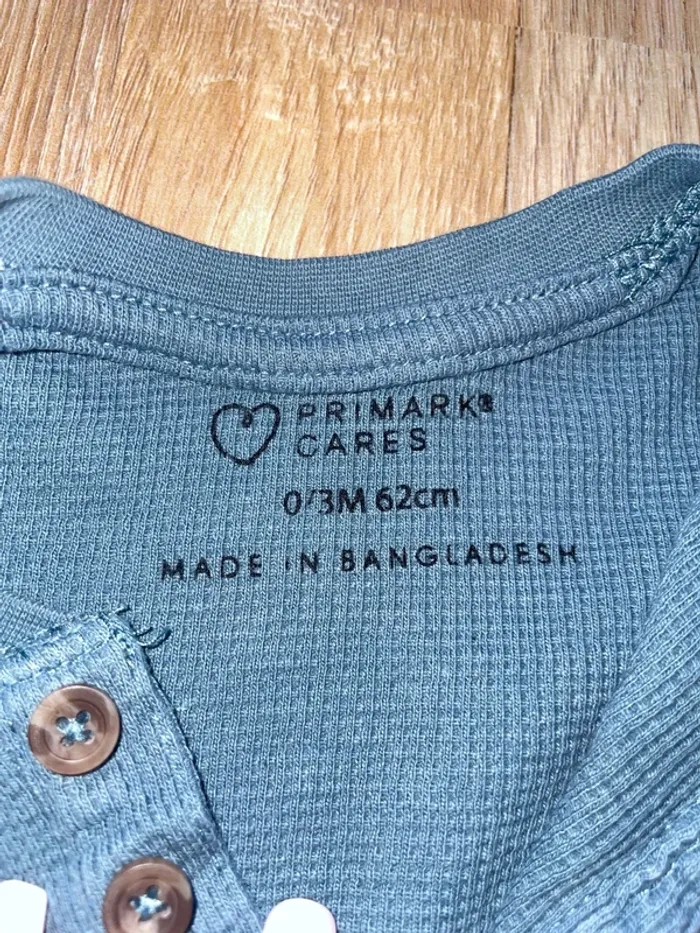 PRIMARK®
CARES
0/3M 62cm
MADE IN BANGLADESH